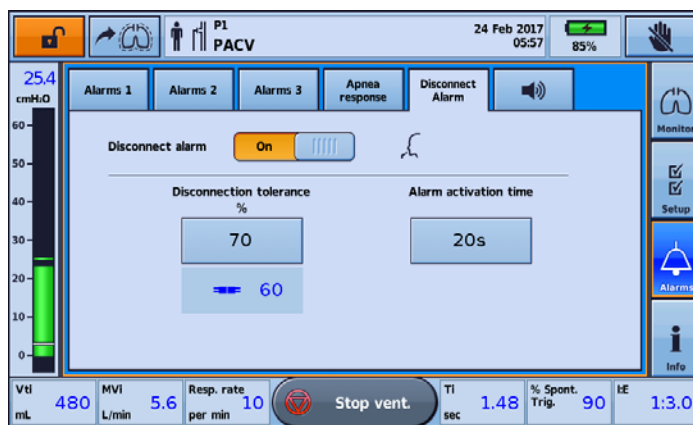 P1
PACV
24 Feb 2017
05:57
85%
25.4
cmH2O
60
50
40
30
20
10
0
Alarms 1
Alarms 2
Alarms 3
Apnea
response
Disconnect
Alarm
Disconnect alarm
On
Disconnection tolerance
%
70
60
Alarm activation time
20s
Monitor
Setup
Alarms
Info
Vti
mL
480
MVi
L/min
5.6
Resp. rate
per min
10
Stop vent.
Ti
sec
1.48
% Spont.
Trig.
90
I:E
1:3.0